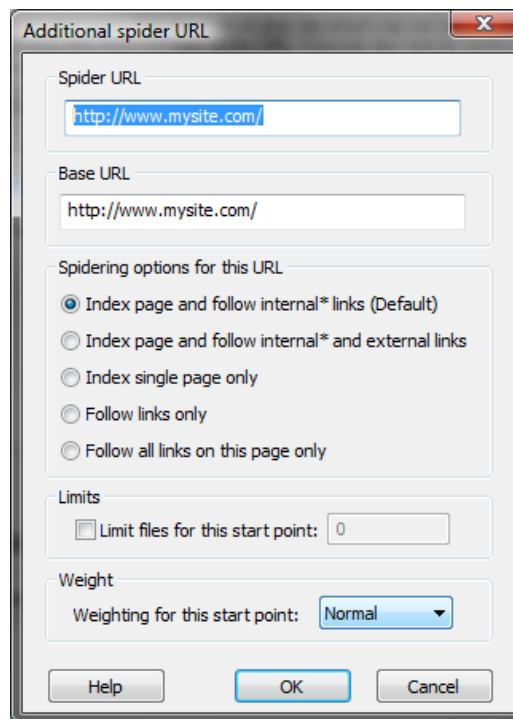 Additional spider URL
Spider URL
http://www.mysite.com/
Base URL
http://www.mysite.com/
Spidering options for this URL
Index page and follow internal* links (Default)
Index page and follow internal* and external links
Index single page only
Follow links only
Follow all links on this page only
Limits
Limit files for this start point: 0
Weight
Weighting for this start point: Normal
Help OK Cancel